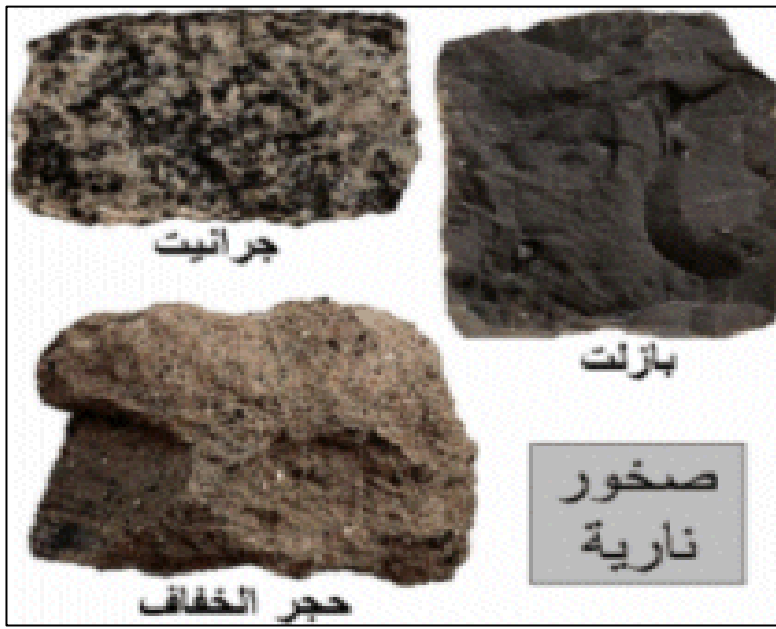 جرانيت
بازلت
حجر الخفاف
صخور
نارية